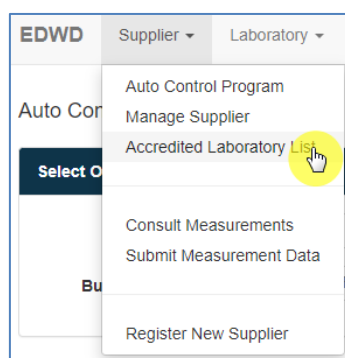 EDWD Supplier Laboratory
Auto Control Program
Auto Con
Manage Supplier
Accredited Laboratory List
Select O
Consult Measurements
Submit Measurement Data
Bu
Register New Supplier